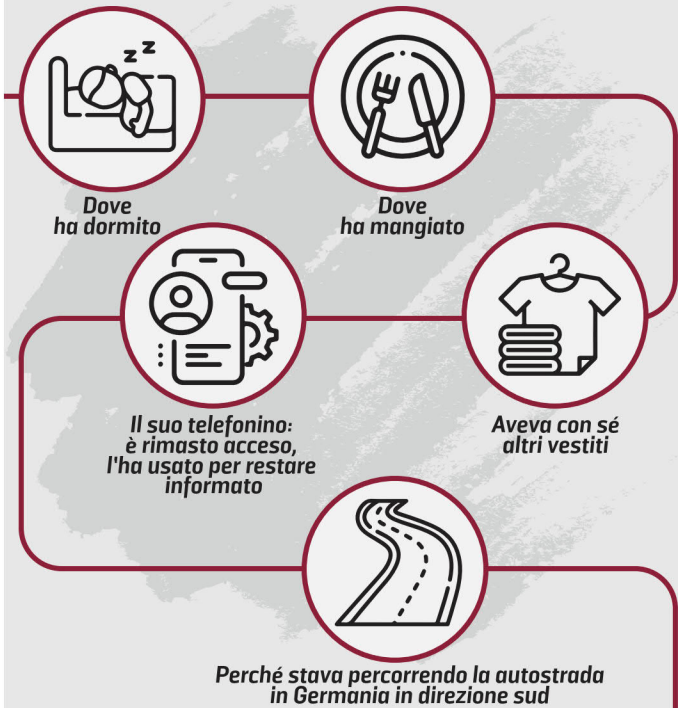 z z
Dove
ha dormito
Dove
ha mangiato
Aveva con sé
altri vestiti
Il suo telefonino:
è rimasto acceso,
l'ha usato per restare
informato
Perché stava percorrendo la autostrada
in Germania in direzione sud